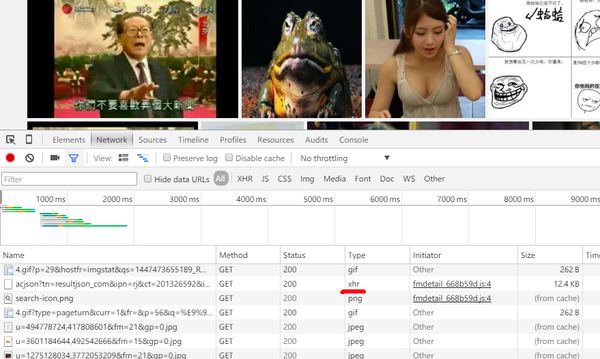 你們不要喜歡弄個大新聞
Elements Network Sources Timeline Profiles Resources Audits Console
View: Preserve log Disable cache No throttling
Filter Hide data URLs All XHR JS CSS Img Media Font Doc WS Other
1000 ms 2000 ms 3000 ms 4000 ms 5000 ms 6000 ms 7000 ms 8000 ms 9000 ms
Name Method Status Type Initiator Size
4.gif?p=29&hostfr=imgstat&qs=1447473655189_R... GET 200 gif Other 262 B
acjson?tn=resultjson_com&ipn=rj&ct=201326592&i... GET 200 xhr fmdetail_668b59d.js:4 12.4 KB
search-icon.png GET 200 png fmdetail_668b59d.js:4 (from cache)
4.gif?type=pageturn&curr=1&fr=&p=56&q=%E9%9... GET 200 gif Other 262 B
u=494778724,417808601&fm=21&gp=0.jpg GET 200 jpeg Other (from cache)
u=3601184644,492542666&fm=15&gp=0.jpg GET 200 jpeg Other (from cache)
u=1275128034,3772053209&fm=21&gp=0.jpg GET 200 jpeg Other (from cache)